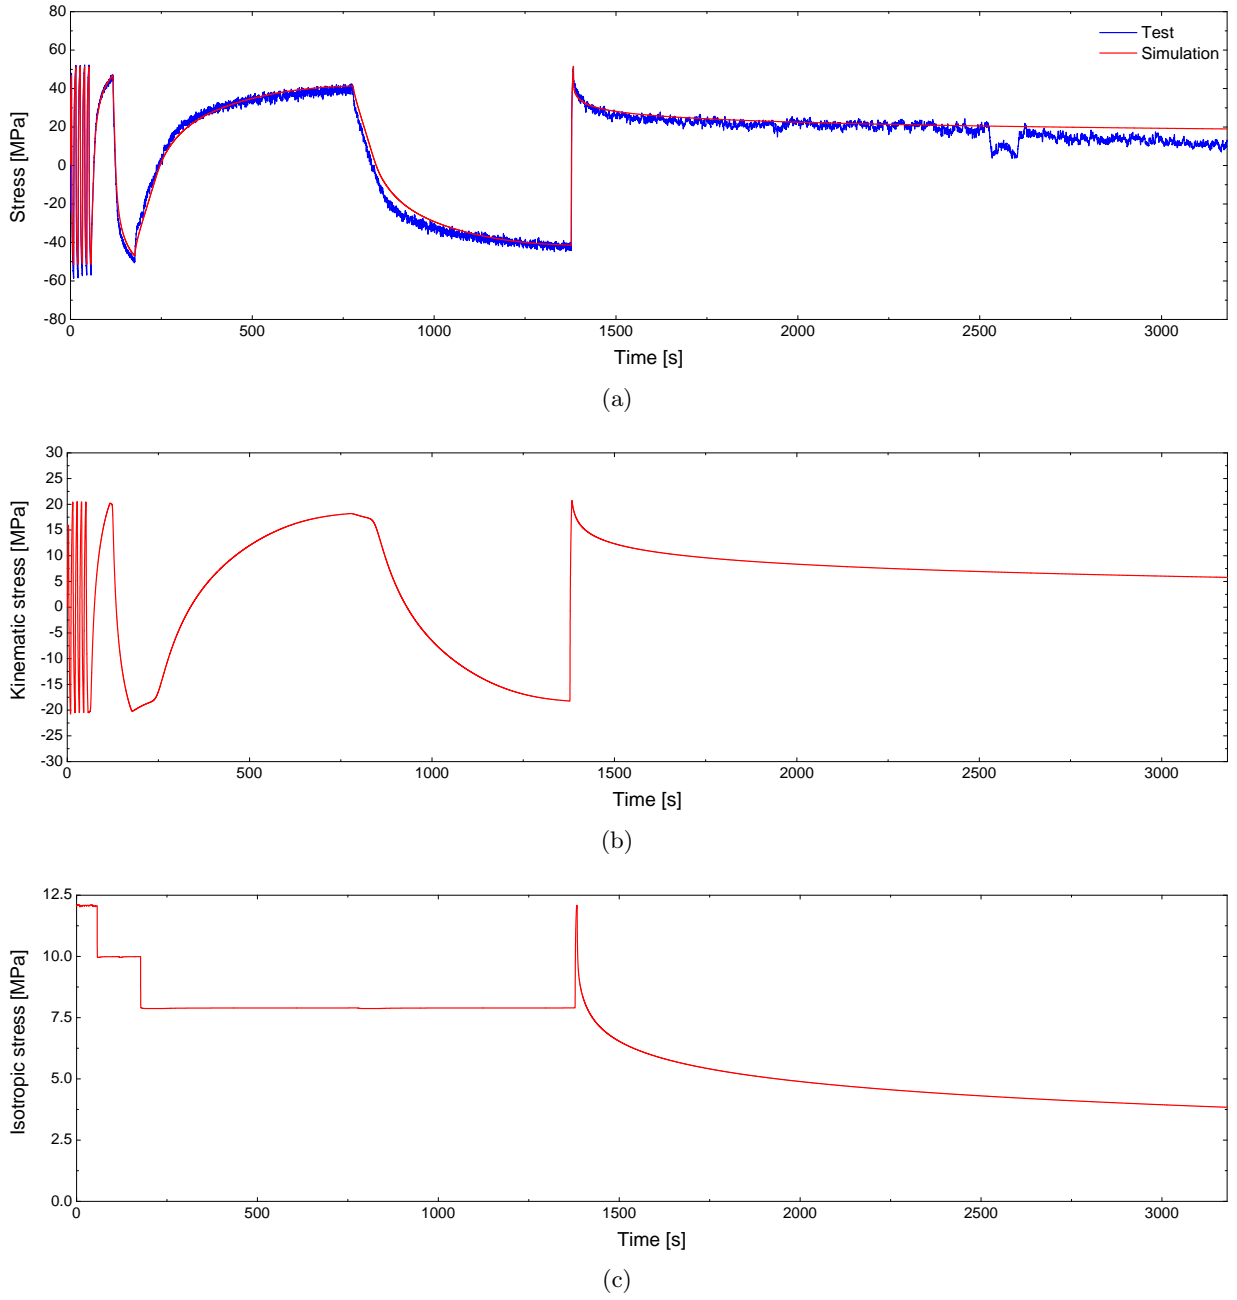 80
60
40
20
0
-20
-40
-60
-80
Stress [MPa]
Test
Simulation
0 500 1000 1500 2000 2500 3000
Time [s]
(a)
30
25
20
15
10
5
0
-5
-10
-15
-20
-25
-30
Kinematic stress [MPa]
0 500 1000 1500 2000 2500 3000
Time [s]
(b)
12.5
10.0
7.5
5.0
2.5
0.0
Isotropic stress [MPa]
0 500 1000 1500 2000 2500 3000
Time [s]
(c)